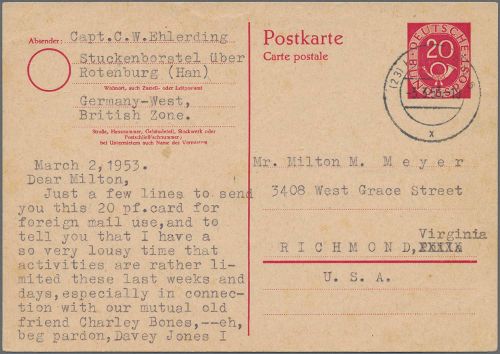 Absender: Capt.C.W.Ehlerding
Stuckenborstel über
Rotenburg (Han)
Wohnort, auch Zustell- oder Leitpostamt
Germany-West,
British Zone.
Straße, Hausnummer, Gebäudeteil, Stockwerk oder
Postschließfachnummer
bei Untermietern auch Name des Vermieters
Postkarte
Carte postale
DEUTSCHE BUNDESPOST
20
(23)
x
March 2,1953.
Dear Milton,
Just a few lines to send
you this 20 pf.card for
foreign mail use,and to
tell you that I have a
so very lousy time that
activities are rather li-
mited these last weeks and
days,especially in connec-
tion with our mutual old
friend Charley Bones,--eh,
beg pardon,Davey Jones I
Mr. Milton M. Meyer
3408 West Grace Street
Virginia
RICHMOND,
U. S. A.